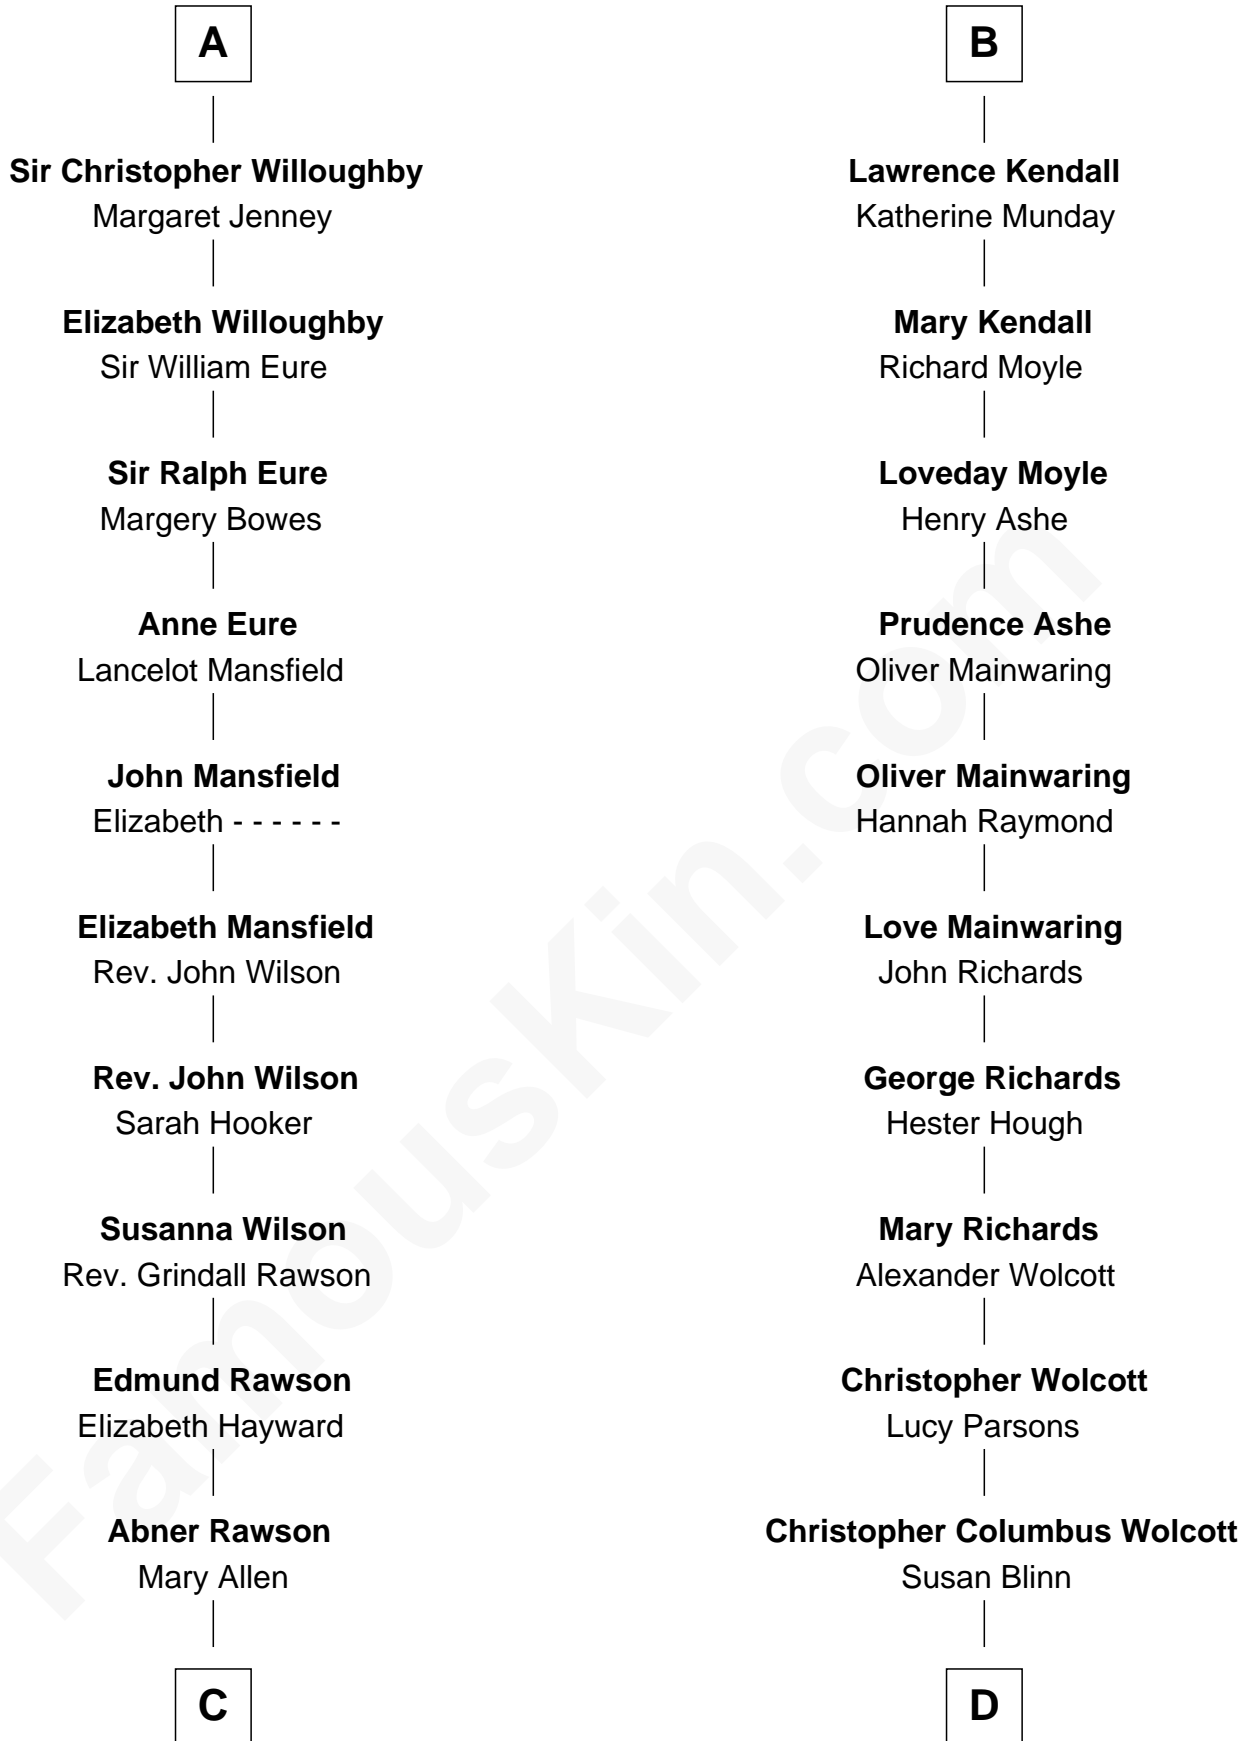 A
Sir Christopher Willoughby
Margaret Jenney
Elizabeth Willoughby
Sir William Eure
Sir Ralph Eure
Margery Bowes
Anne Eure
Lancelot Mansfield
John Mansfield
Elizabeth - - - - - -
Elizabeth Mansfield
Rev. John Wilson
Rev. John Wilson
Sarah Hooker
Susanna Wilson
Rev. Grindall Rawson
Edmund Rawson
Elizabeth Hayward
Abner Rawson
Mary Allen
C
B
Lawrence Kendall
Katherine Munday
Mary Kendall
Richard Moyle
Loveday Moyle
Henry Ashe
Prudence Ashe
Oliver Mainwaring
Oliver Mainwaring
Hannah Raymond
Love Mainwaring
John Richards
George Richards
Hester Hough
Mary Richards
Alexander Wolcott
Christopher Wolcott
Lucy Parsons
Christopher Columbus Wolcott
Susan Blinn
D
FamousKin.com